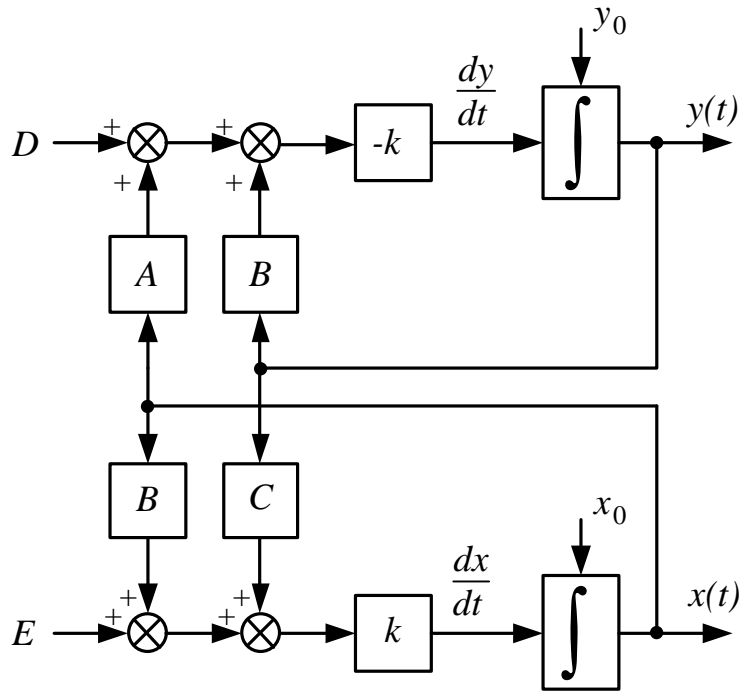 y₀
dy
dt
y(t)
D
+
+
+
+
-k
∫
A
B
B
C
x₀
dx
dt
x(t)
E
+
+
+
+
k
∫